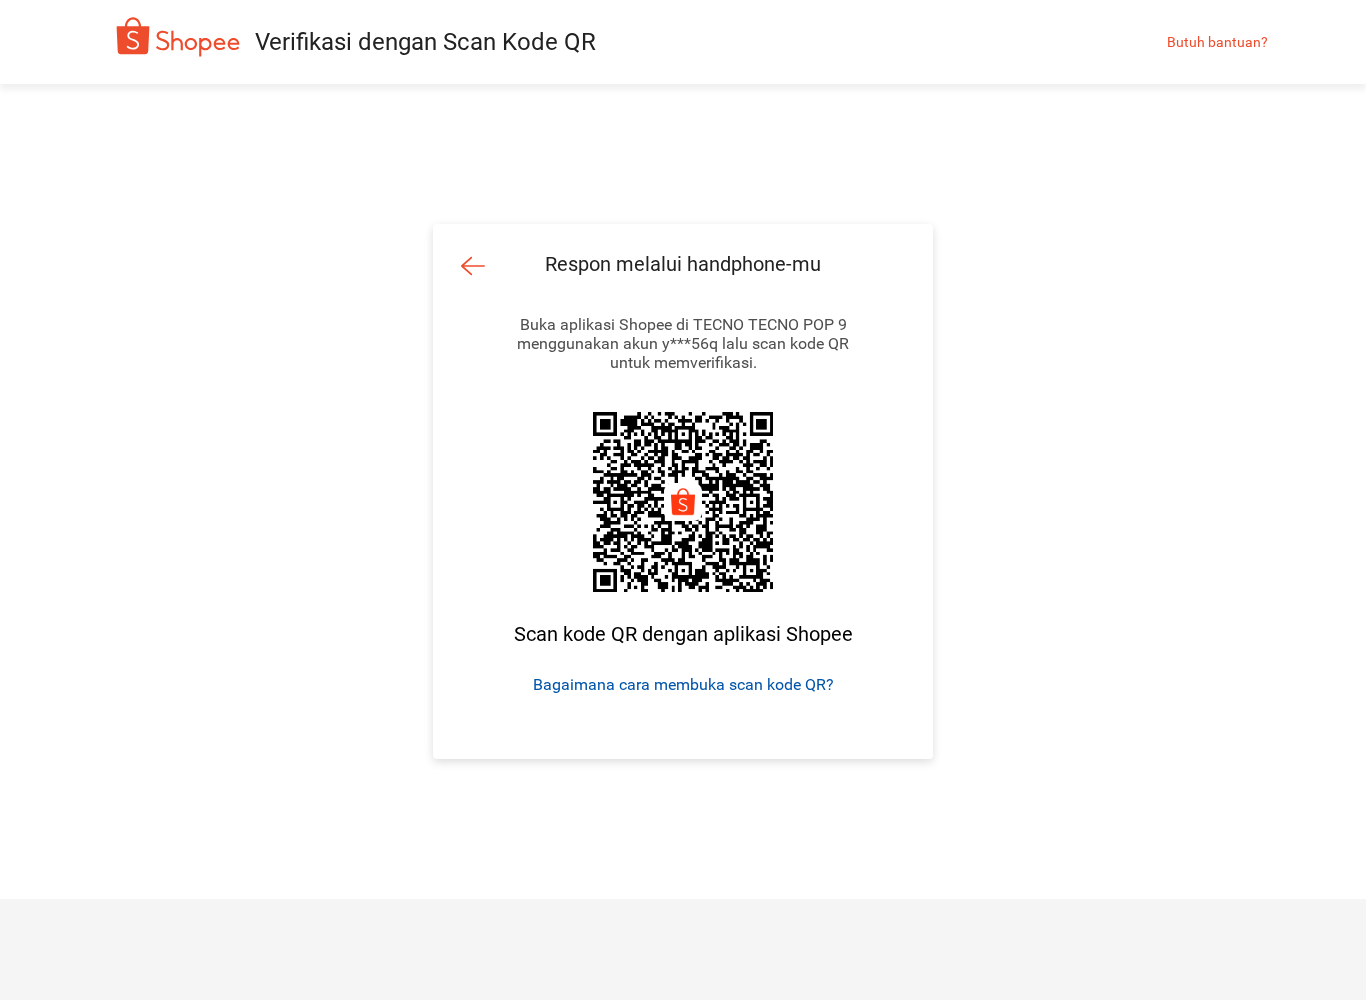 Shopee Verifikasi dengan Scan Kode QR
Butuh bantuan?
Respon melalui handphone-mu
Buka aplikasi Shopee di TECNO TECNO POP 9
menggunakan akun y***56q lalu scan kode QR
untuk memverifikasi.
Scan kode QR dengan aplikasi Shopee
Bagaimana cara membuka scan kode QR?